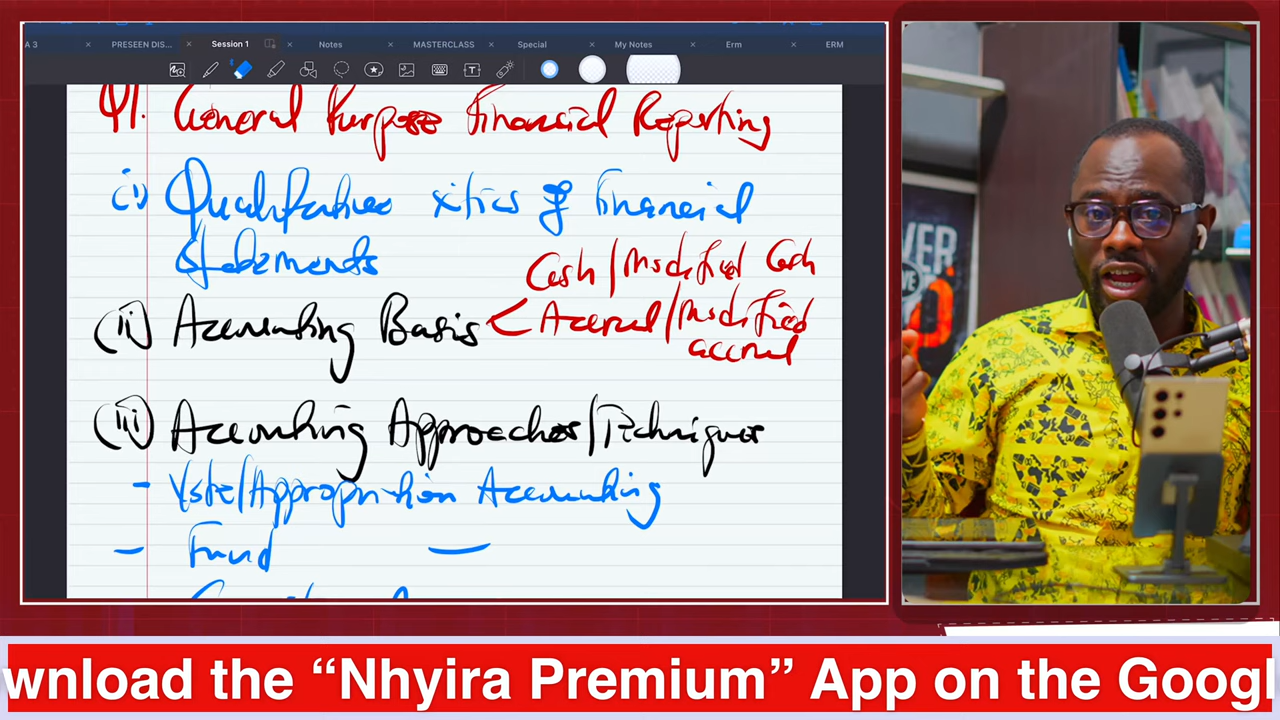 A 3 PRESEEN DIS... Session 1 Notes MASTERCLASS Special My Notes Erm ERM
Q1. General Purpose Financial Reporting
(i) Qualitative xtics of Financial
Statements
Cash/Modified Cash
(ii) Accounting Basis < Accrual/Modified
accrual
(iii) Accounting Approaches/Techniques
- Vote/Appropriation Accounting
- Fund —
wnload the “Nhyira Premium” App on the Googl